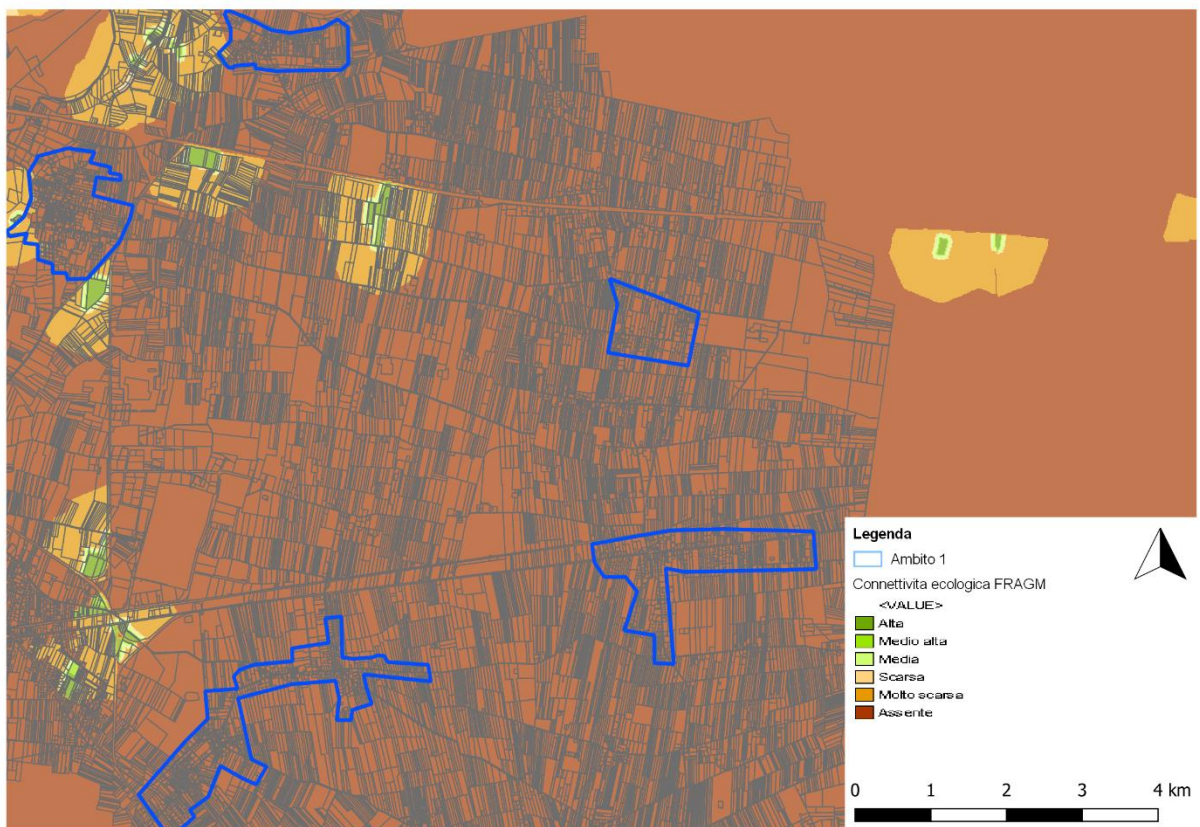 Legenda
Ambito 1
Connettivita ecologica FRAGM
<VALUE>
Alta
Medio alta
Media
Scarsa
Molto scarsa
Assente
0 1 2 3 4 km